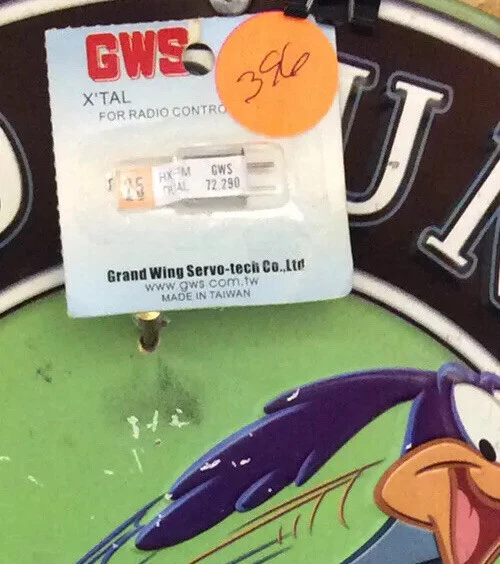 GWS
X'TAL
FOR RADIO CONTRO
396
25
RX FM
DUAL
GWS
72.290
Grand Wing Servo-tech Co.,Ltd
www.gws.com.tw
MADE IN TAIWAN
U